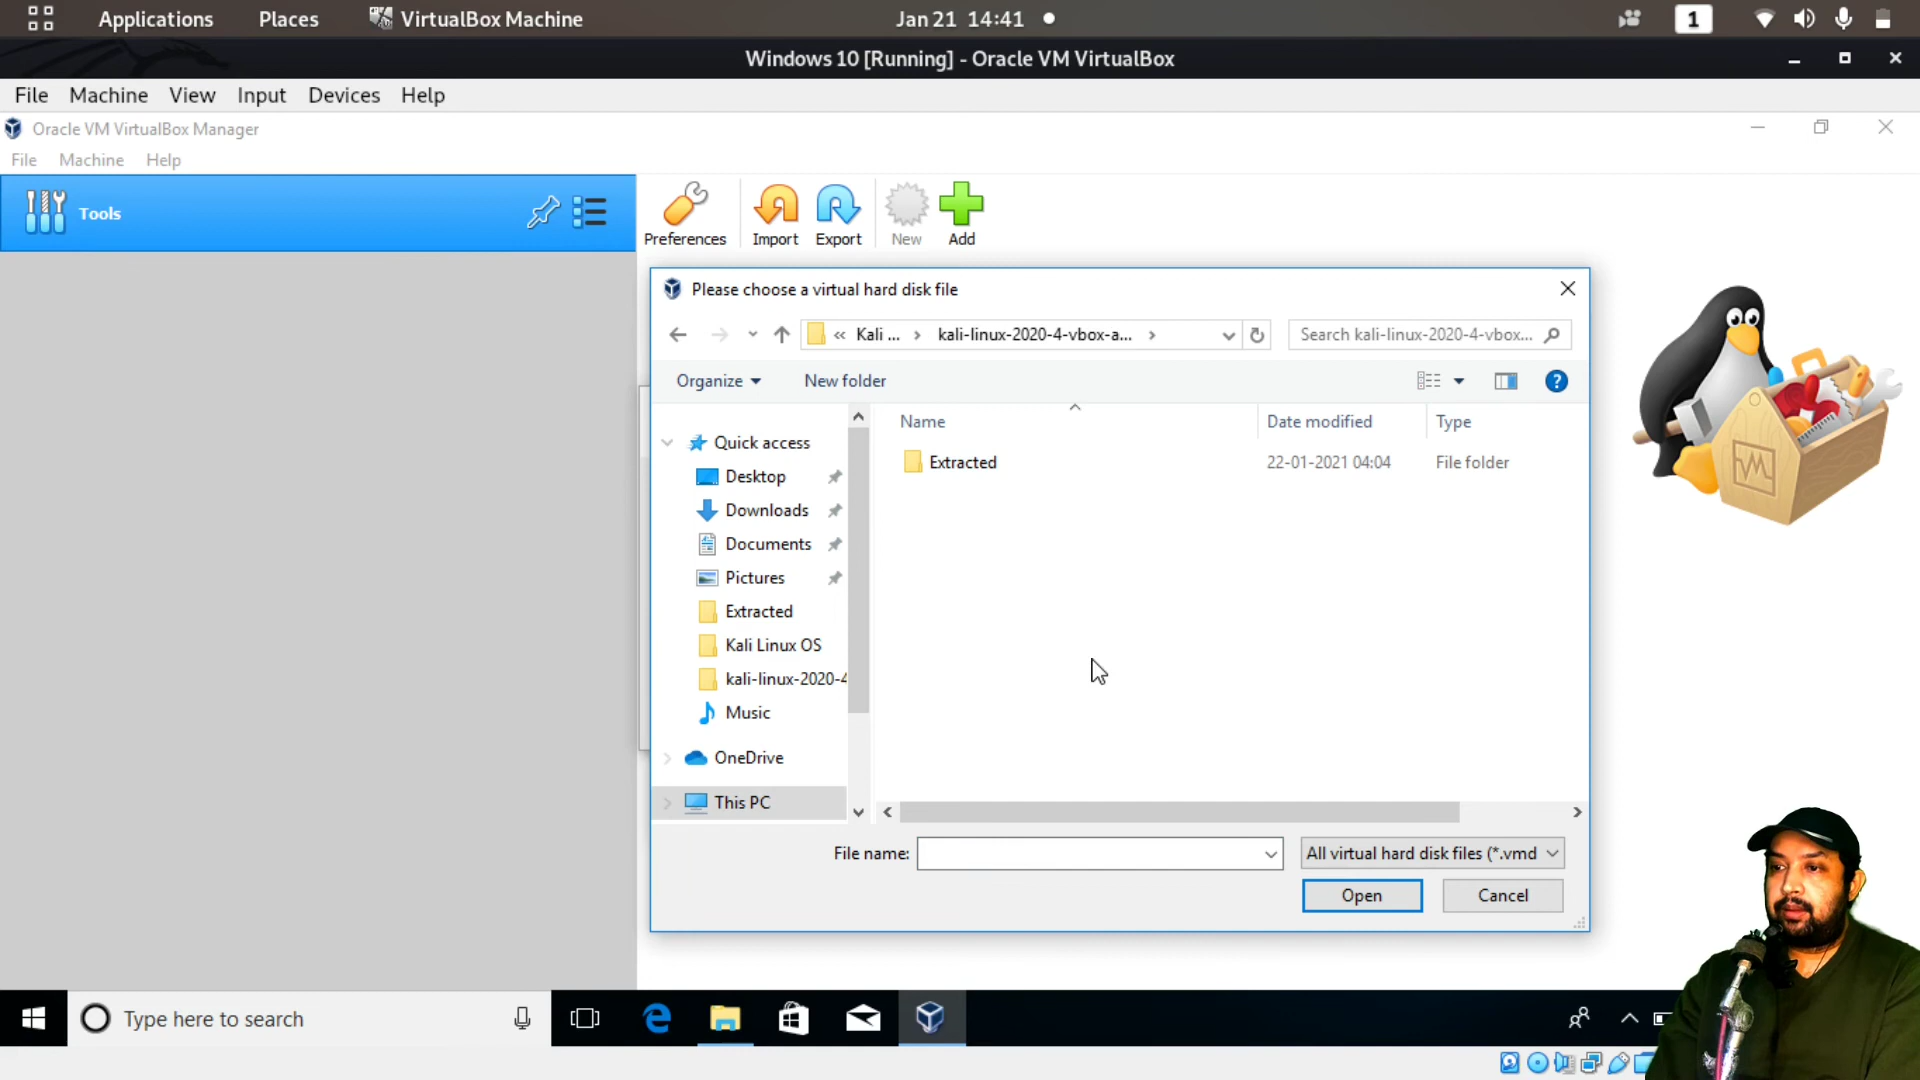 Applications Places VirtualBox Machine Jan 21 14:41 1
Windows 10 [Running] - Oracle VM VirtualBox
File Machine View Input Devices Help
Oracle VM VirtualBox Manager
File Machine Help
Tools
Preferences Import Export New Add
Please choose a virtual hard disk file
« Kali ... › kali-linux-2020-4-vbox-a... › Search kali-linux-2020-4-vbox...
Organize New folder
Name Date modified Type
Quick access
Extracted 22-01-2021 04:04 File folder
Desktop
Downloads
Documents
Pictures
Extracted
Kali Linux OS
kali-linux-2020-4
Music
OneDrive
This PC
File name: All virtual hard disk files (*.vmd
Open Cancel
Type here to search